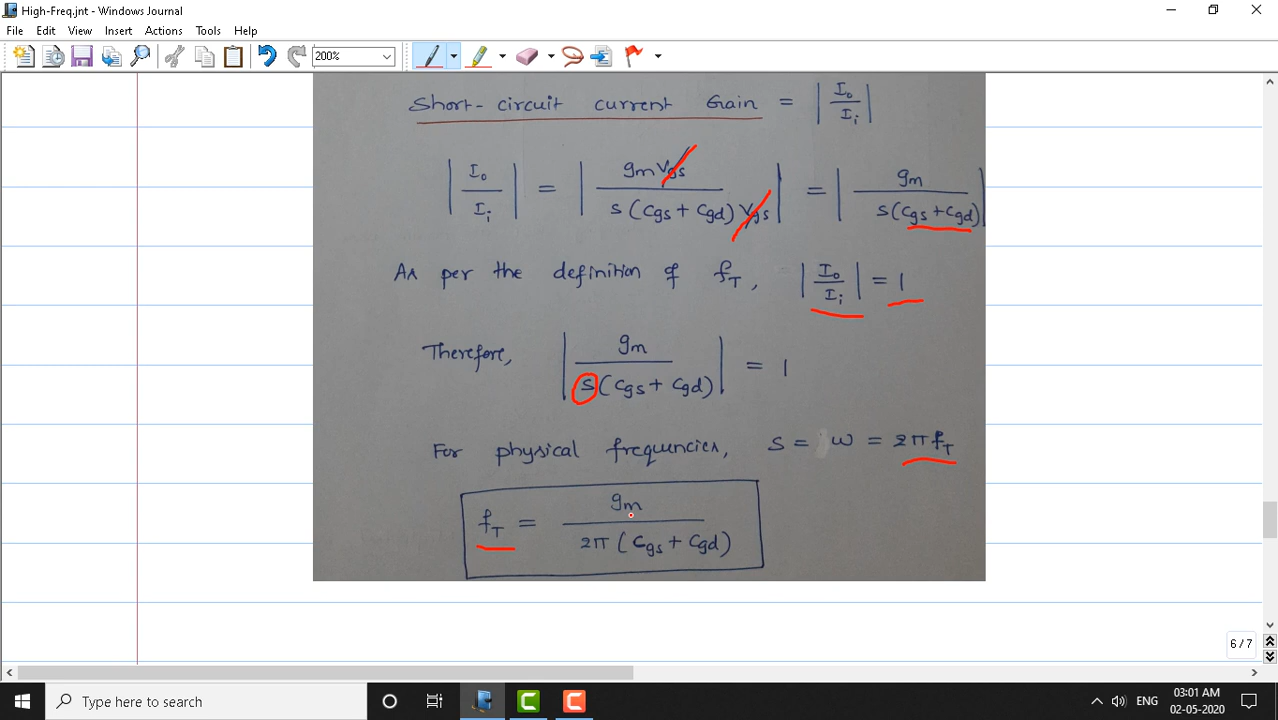 High-Freq.jnt - Windows Journal
File Edit View Insert Actions Tools Help
200%
Short-circuit current Gain = |Io/Ii|
|Io/Ii| = |gm Vgs / s(Cgs + Cgd) Vgs| = |gm / s(Cgs + Cgd)|
As per the definition of fT, |Io/Ii| = 1
Therefore, |gm / s(Cgs + Cgd)| = 1
For physical frequencies, s = ω = 2π fT
fT = gm / 2π (Cgs + Cgd)
6 / 7
Type here to search
ENG
03:01 AM
02-05-2020